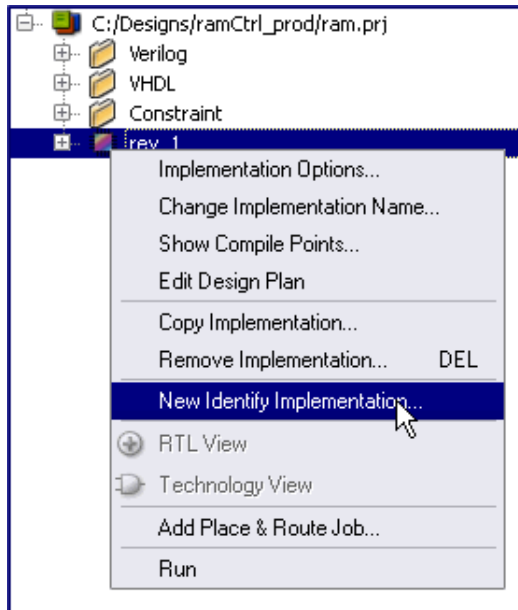 C:/Designs/ramCtrl_prod/ram.prj
Verilog
VHDL
Constraint
rev_1
Implementation Options...
Change Implementation Name...
Show Compile Points...
Edit Design Plan
Copy Implementation...
Remove Implementation... DEL
New Identify Implementation...
RTL View
Technology View
Add Place & Route Job...
Run